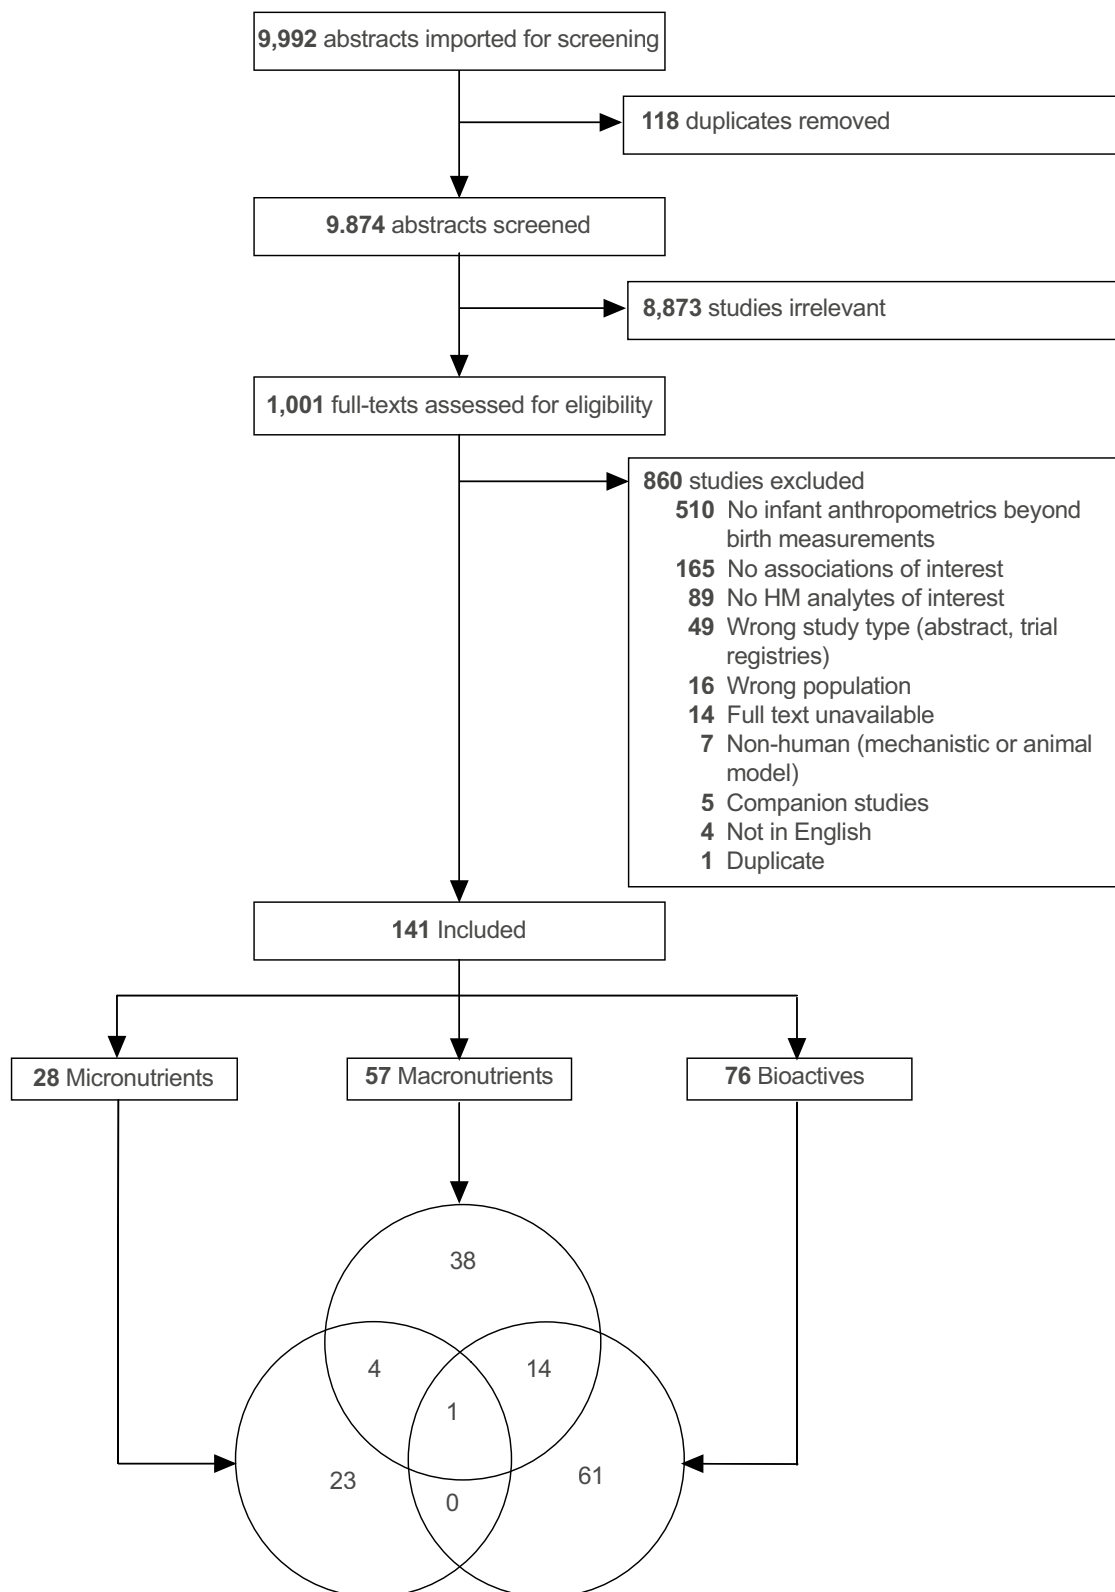 9,992 abstracts imported for screening
118 duplicates removed
9.874 abstracts screened
8,873 studies irrelevant
1,001 full-texts assessed for eligibility
860 studies excluded
510 No infant anthropometrics beyond
birth measurements
165 No associations of interest
89 No HM analytes of interest
49 Wrong study type (abstract, trial
registries)
16 Wrong population
14 Full text unavailable
7 Non-human (mechanistic or animal
model)
5 Companion studies
4 Not in English
1 Duplicate
141 Included
28 Micronutrients
57 Macronutrients
76 Bioactives
38
4
14
1
23
61
0